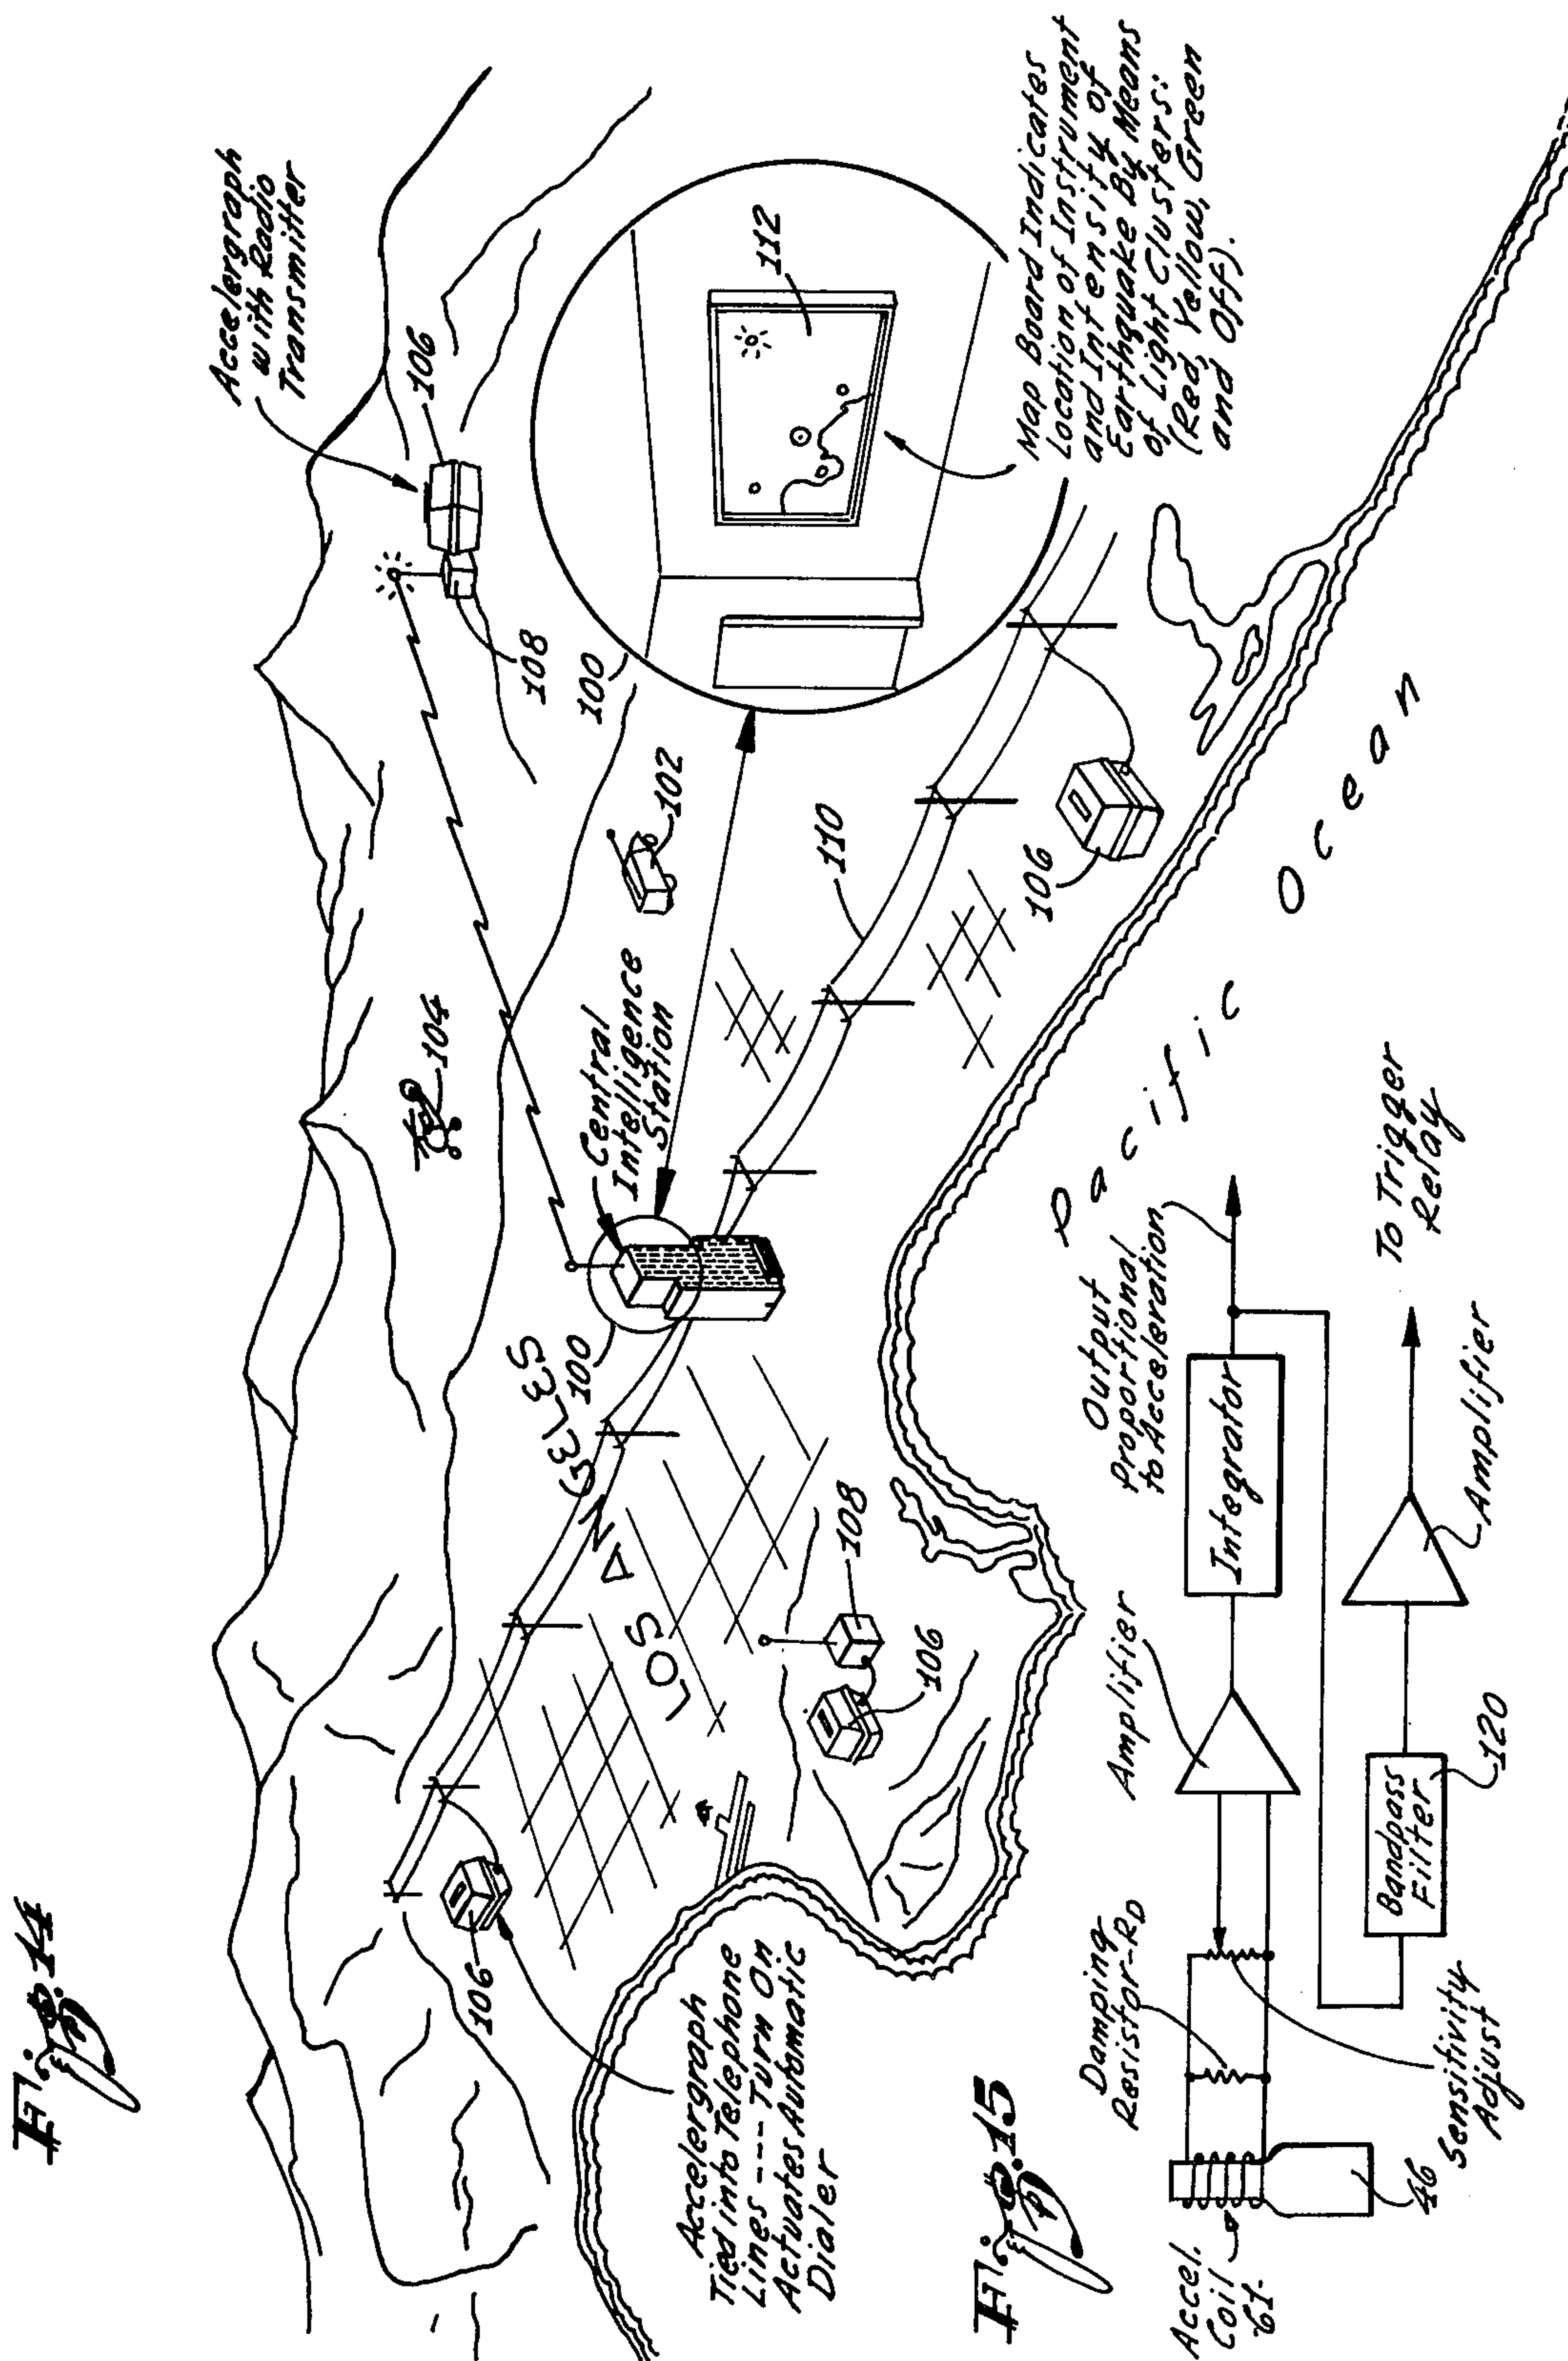 Fig. 14
Accelergraph
with Radio
Transmitter
106
108
104
102
100
Central
Intelligence
Station
100
112
Map Board Indicates
Location of Instrument
and Intensity of
Earthquake By Means
of Light Clusters:
(Red, Yellow, Green
and Off).
110
106
LOS ANGELES
106
108
106
Accelergraph
Tied into Telephone
Lines --- Turn On
Actuates Automatic
Dialer
Pacific Ocean
Fig. 15
Accel.
Coil
61.
46
Damping
Resistor-RD
Sensitivity
Adjust
Amplifier
Integrator
Output
Proportional
to Acceleration
Bandpass
Filter
120
Amplifier
To Trigger
Relay